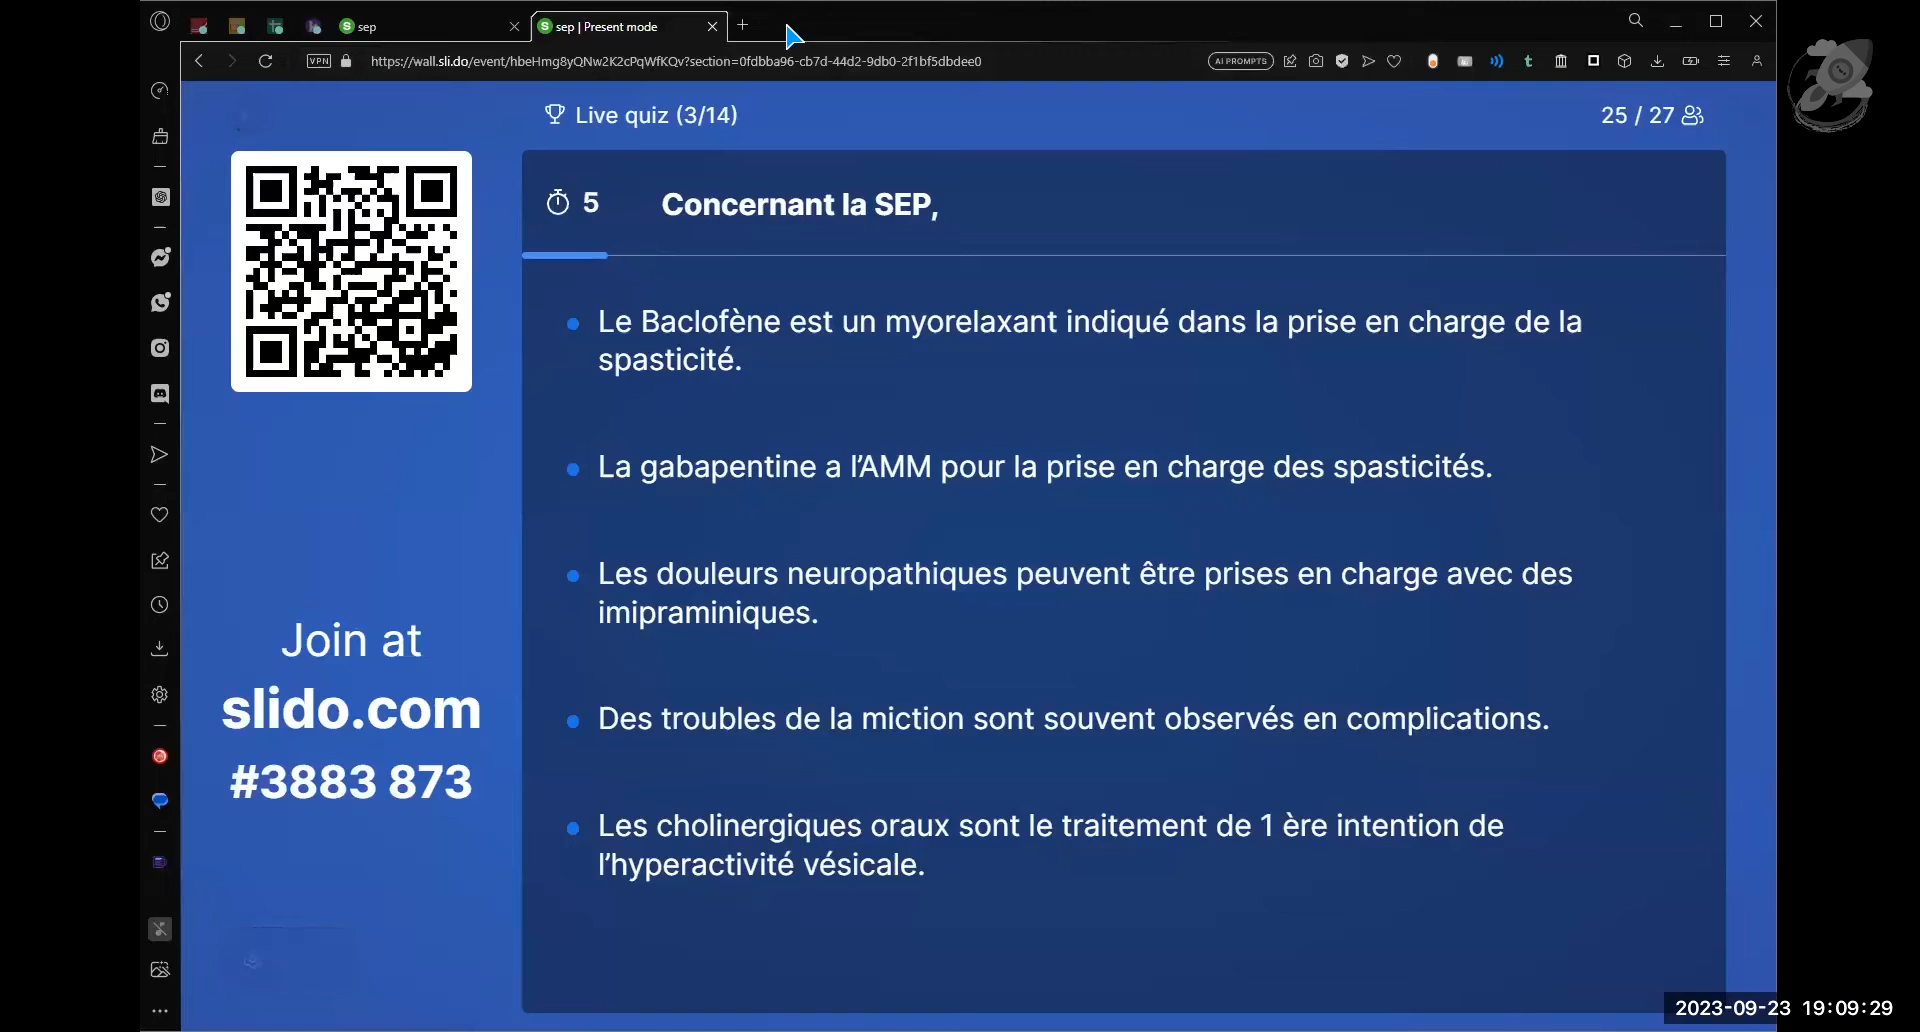 sep
sep | Present mode
VPN
https://wall.sli.do/event/hbeHmg8yQNw2K2cPqWfKQv?section=0fdbba96-cb7d-44d2-9db0-2f1bf5dbdee0
AI PROMPTS
Live quiz (3/14)
25 / 27
5
Concernant la SEP,
Le Baclofène est un myorelaxant indiqué dans la prise en charge de la
spasticité.
La gabapentine a l’AMM pour la prise en charge des spasticités.
Les douleurs neuropathiques peuvent être prises en charge avec des
imipraminiques.
Des troubles de la miction sont souvent observés en complications.
Les cholinergiques oraux sont le traitement de 1 ère intention de
l’hyperactivité vésicale.
Join at
slido.com
#3883 873
2023-09-23 19:09:29